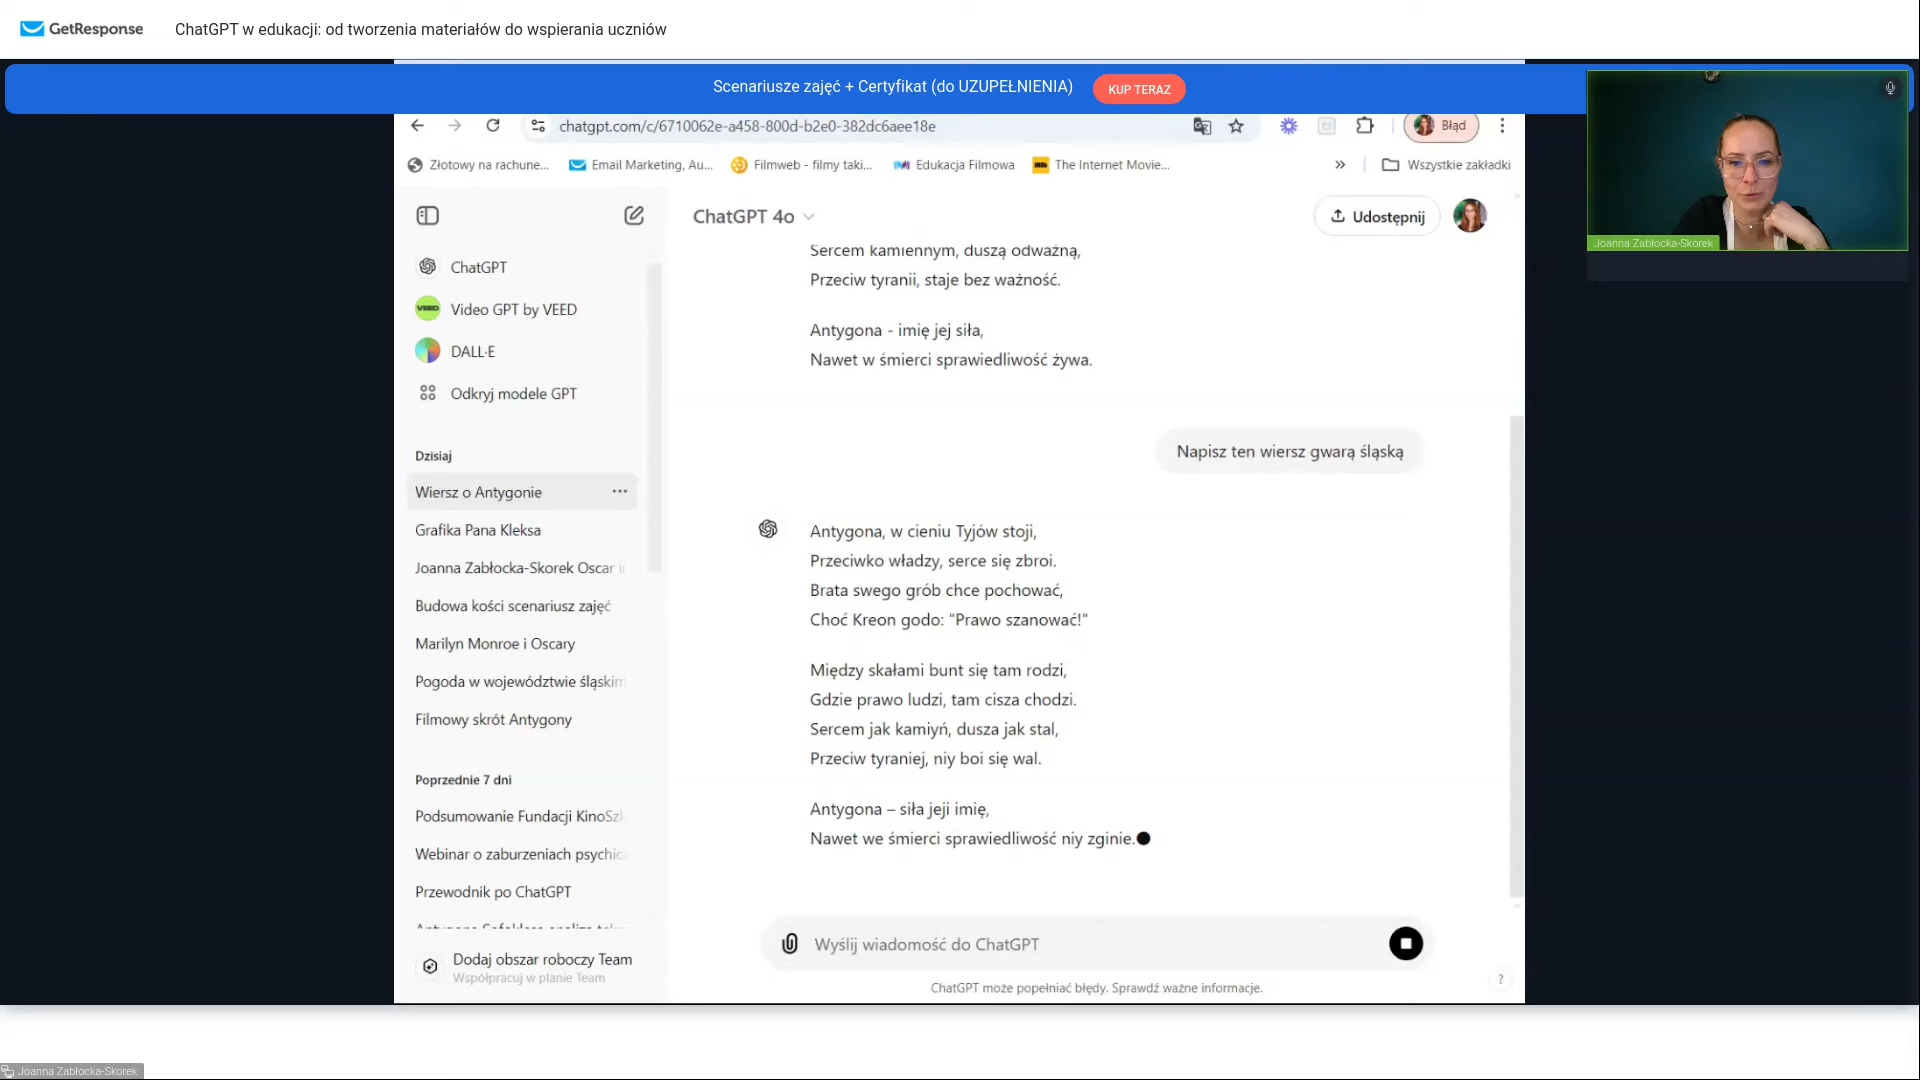 GetResponse
ChatGPT w edukacji: od tworzenia materiałów do wspierania uczniów
Scenariusze zajęć + Certyfikat (do UZUPEŁNIENIA)
KUP TERAZ
chatgpt.com/c/6710062e-a458-800d-b2e0-382dc6aee18e
Błąd
Złotowy na rachune...
Email Marketing, Au...
Filmweb - filmy taki...
Edukacja Filmowa
The Internet Movie...
»
Wszystkie zakładki
Joanna Zabłocka-Skorek
ChatGPT
VEED
Video GPT by VEED
DALL·E
Odkryj modele GPT
Dzisiaj
Wiersz o Antygonie
Grafika Pana Kleksa
Joanna Zabłocka-Skorek Oscar
Budowa kości scenariusz zajęć
Marilyn Monroe i Oscary
Pogoda w województwie śląskim
Filmowy skrót Antygony
Poprzednie 7 dni
Podsumowanie Fundacji KinoSzk
Webinar o zaburzeniach psychic
Przewodnik po ChatGPT
Dodaj obszar roboczy Team
Współpracuj w planie Team
ChatGPT 4o
Udostępnij
Sercem kamiennym, duszą odważną,
Przeciw tyranii, staje bez ważność.
Antygona - imię jej siła,
Nawet w śmierci sprawiedliwość żywa.
Napisz ten wiersz gwarą śląską
Antygona, w cieniu Tyjów stoji,
Przeciwko władzy, serce się zbroi.
Brata swego grób chce pochować,
Choć Kreon godo: "Prawo szanować!"
Między skałami bunt się tam rodzi,
Gdzie prawo ludzi, tam cisza chodzi.
Sercem jak kamiyń, dusza jak stal,
Przeciw tyraniej, niy boi się wal.
Antygona – siła jeji imię,
Nawet we śmierci sprawiedliwość niy zginie.
Wyślij wiadomość do ChatGPT
ChatGPT może popełniać błędy. Sprawdź ważne informacje.
?
Joanna Zabłocka-Skorek